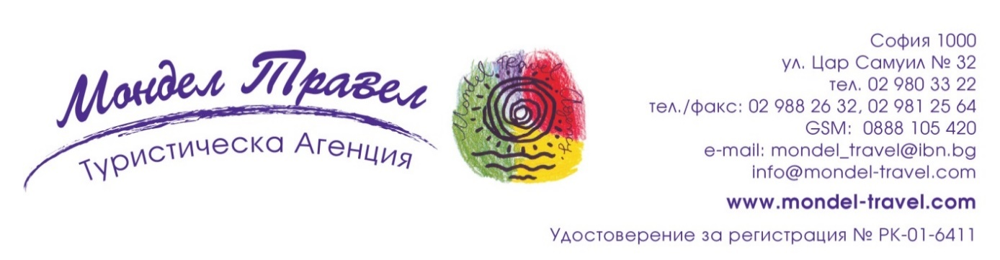 Мондел Травел
Туристическа Агенция
Mondel Travel Agency.
София 1000
ул. Цар Самуил № 32
тел. 02 980 33 22
тел./факс: 02 988 26 32, 02 981 25 64
GSM: 0888 105 420
e-mail: mondel_travel@ibn.bg
info@mondel-travel.com
www.mondel-travel.com
Удостоверение за регистрация № РК-01-6411